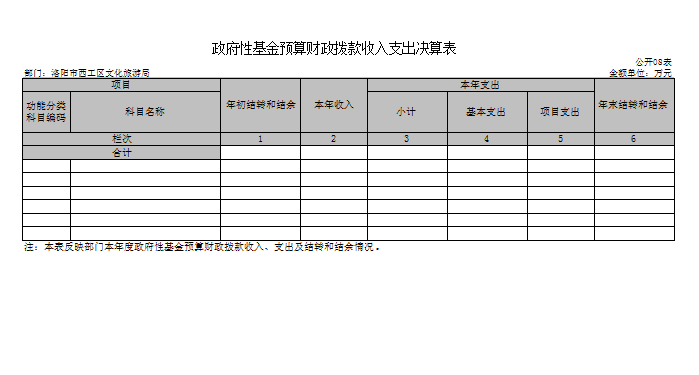 政府性基金预算财政拨款收入支出决算表
公开08表
部门：洛阳市西工区文化旅游局 金额单位：万元
项目 年初结转和结余 本年收入 本年支出 年末结转和结余
功能分类
科目编码 科目名称 小计 基本支出 项目支出
栏次 1 2 3 4 5 6
合计
注：本表反映部门本年度政府性基金预算财政拨款收入、支出及结转和结余情况。